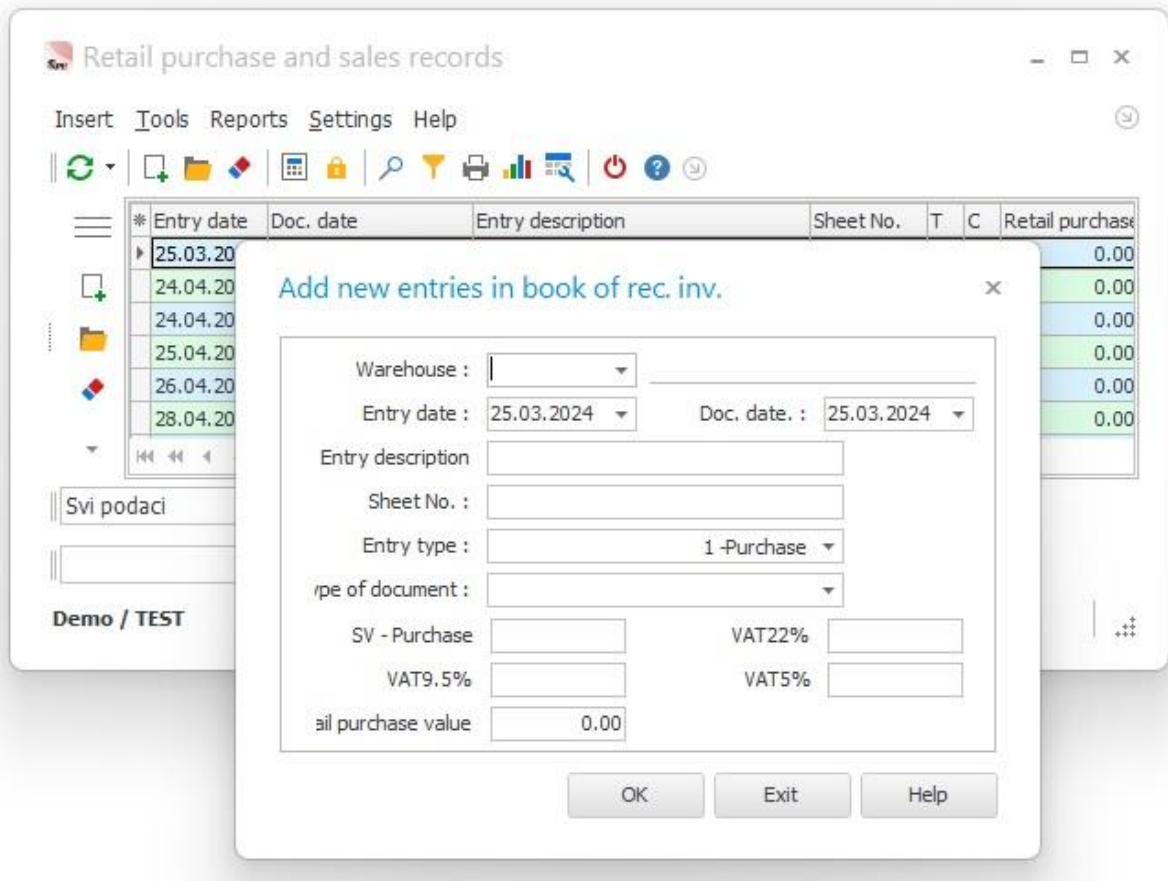 Retail purchase and sales records
Insert Tools Reports Settings Help
Entry date Doc. date Entry description Sheet No. T C Retail purchase
25.03.20 0.00
24.04.20 0.00
24.04.20 0.00
25.04.20 0.00
26.04.20 0.00
28.04.20 0.00
Svi podaci
Demo / TEST
Add new entries in book of rec. inv.
Warehouse :
Entry date : 25.03.2024 Doc. date. : 25.03.2024
Entry description
Sheet No. :
Entry type : 1 -Purchase
ype of document :
SV - Purchase VAT22%
VAT9.5% VAT5%
ail purchase value 0.00
OK Exit Help